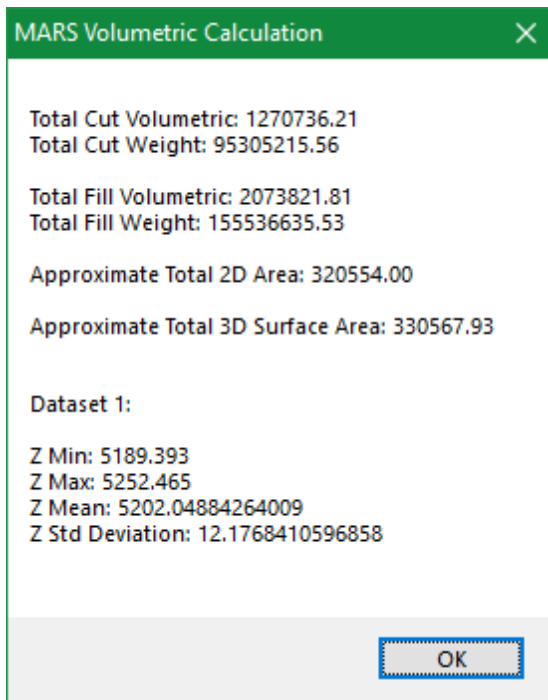 MARS Volumetric Calculation
Total Cut Volumetric: 1270736.21
Total Cut Weight: 95305215.56
Total Fill Volumetric: 2073821.81
Total Fill Weight: 155536635.53
Approximate Total 2D Area: 320554.00
Approximate Total 3D Surface Area: 330567.93
Dataset 1:
Z Min: 5189.393
Z Max: 5252.465
Z Mean: 5202.04884264009
Z Std Deviation: 12.1768410596858
OK